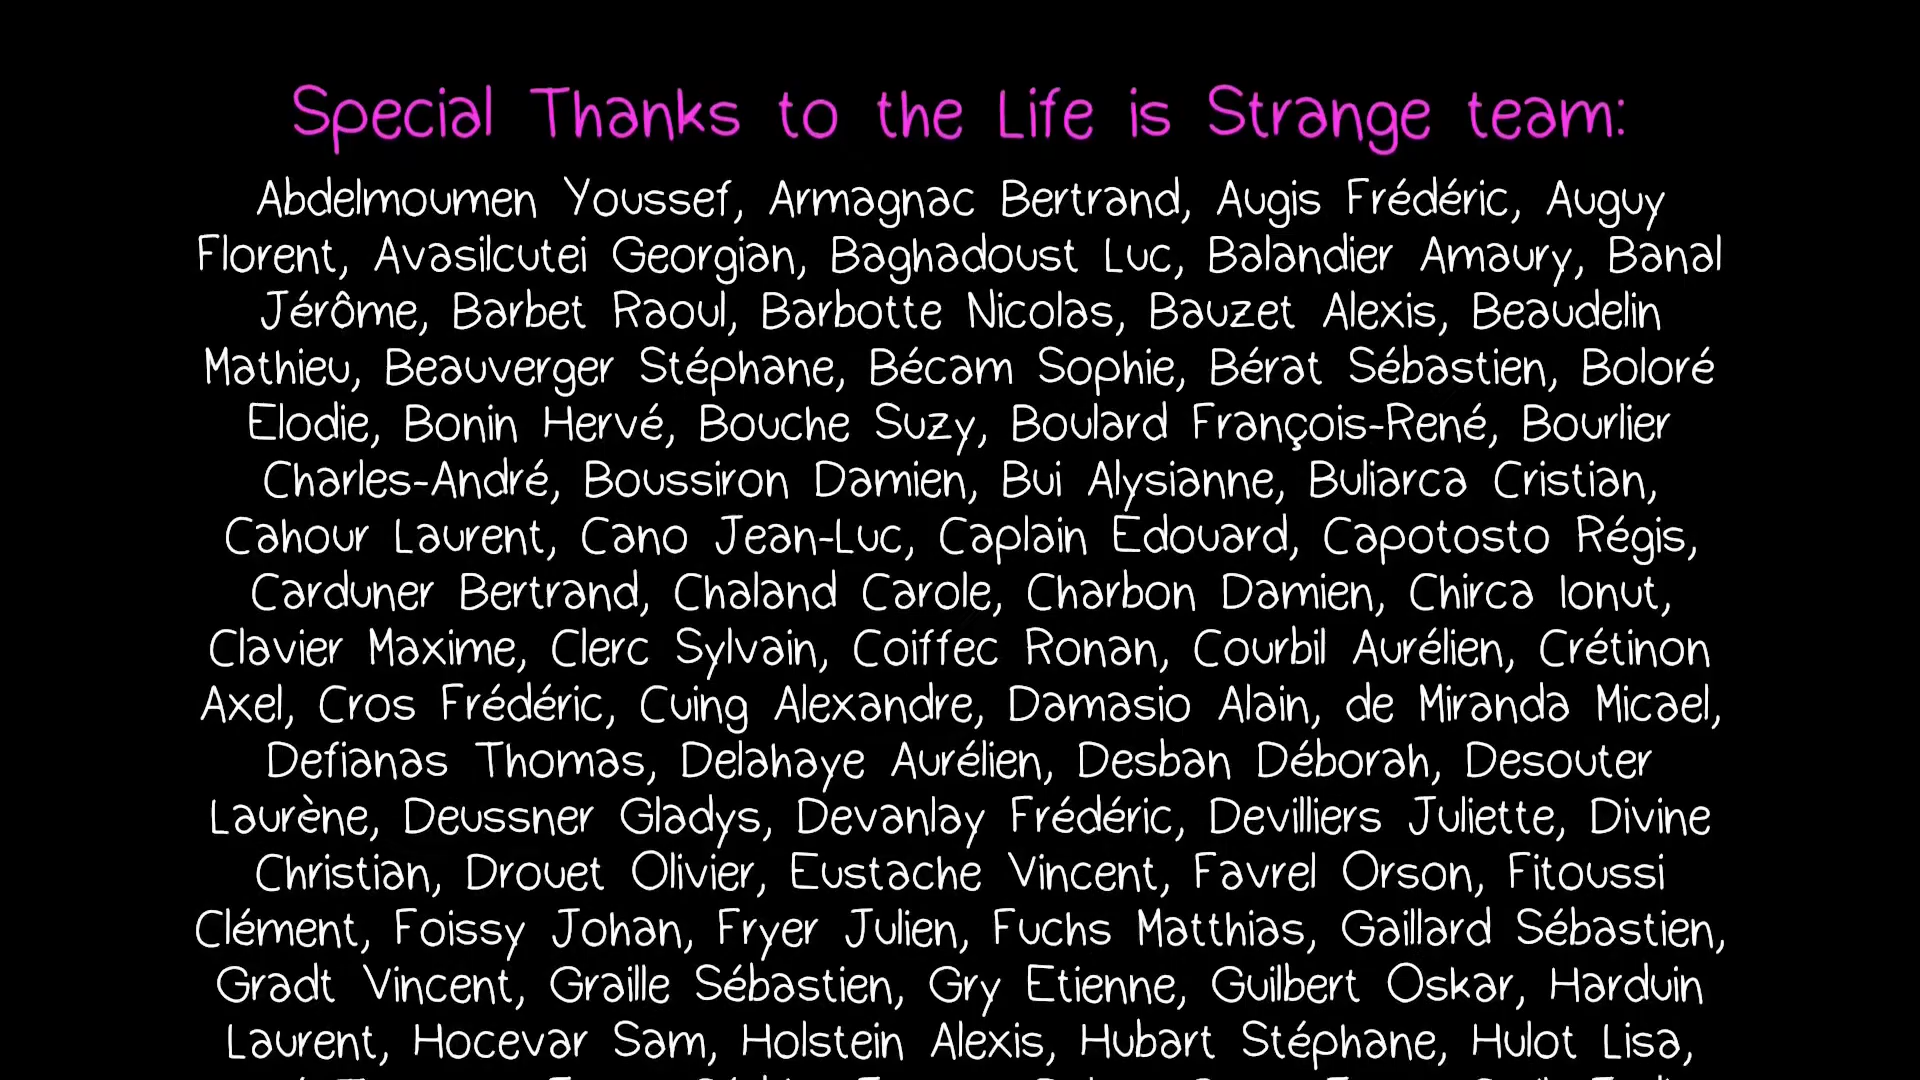 Special Thanks to the Life is Strange team:
Abdelmoumen Youssef, Armagnac Bertrand, Augis Frédéric, Auguy
Florent, Avasilcutei Georgian, Baghadoust Luc, Balandier Amaury, Banal
Jérôme, Barbet Raoul, Barbotte Nicolas, Bauzet Alexis, Beaudelin
Mathieu, Beauverger Stéphane, Bécam Sophie, Bérat Sébastien, Boloré
Elodie, Bonin Hervé, Bouche Suzy, Boulard François-René, Bourlier
Charles-André, Boussiron Damien, Bui Alysianne, Buliarca Cristian,
Cahour Laurent, Cano Jean-Luc, Caplain Edouard, Capotosto Régis,
Carduner Bertrand, Chaland Carole, Charbon Damien, Chirca Ionut,
Clavier Maxime, Clerc Sylvain, Coiffec Ronan, Courbil Aurélien, Crétinon
Axel, Cros Frédéric, Cuing Alexandre, Damasio Alain, de Miranda Micael,
Defianas Thomas, Delahaye Aurélien, Desban Déborah, Desouter
Laurène, Deussner Gladys, Devanlay Frédéric, Devilliers Juliette, Divine
Christian, Drouet Olivier, Eustache Vincent, Favrel Orson, Fitoussi
Clément, Foissy Johan, Fryer Julien, Fuchs Matthias, Gaillard Sébastien,
Gradt Vincent, Graille Sébastien, Gry Etienne, Guilbert Oskar, Harduin
Laurent, Hocevar Sam, Holstein Alexis, Hubart Stéphane, Hulot Lisa,